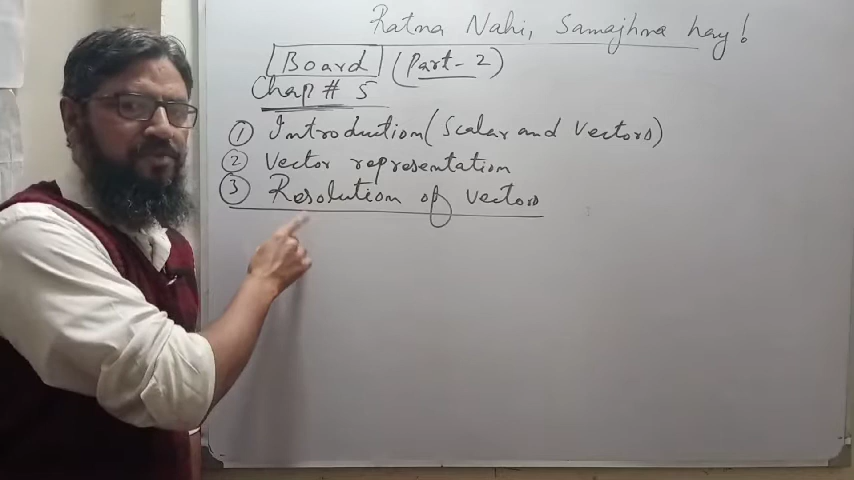 Ratna Nahi, Samajhna hay!
Board (Part-2)
Chap # 5
① Introduction (Scalar and Vectors)
② Vector representation
③ Resolution of vectors